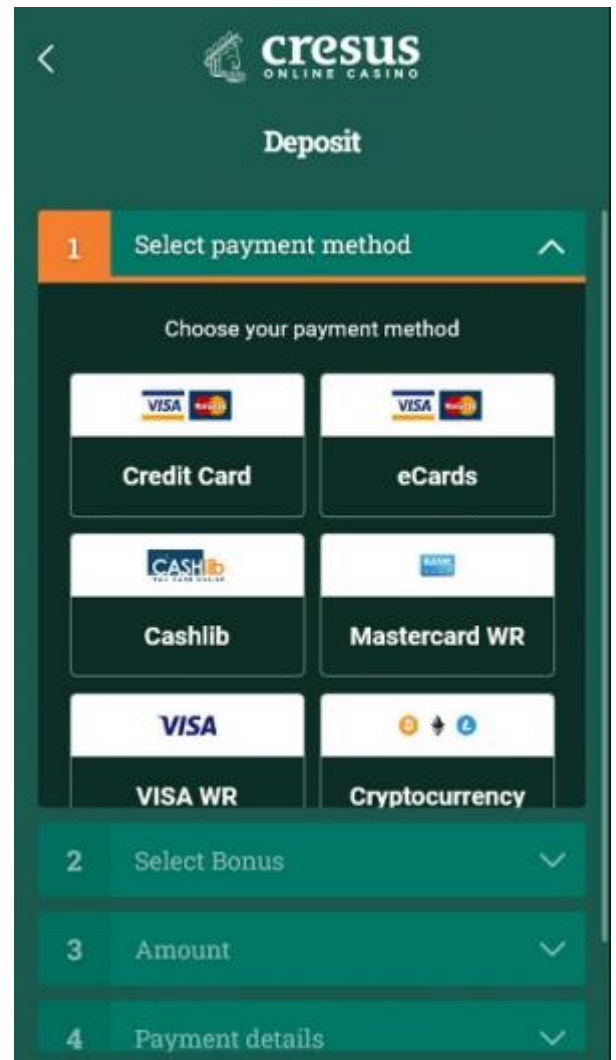 cresus
ONLINE CASINO
Deposit
1 Select payment method
Choose your payment method
VISA VISA
Credit Card eCards
CASHlib
Cashlib Mastercard WR
VISA
VISA WR Cryptocurrency
2 Select Bonus
3 Amount
4 Payment details